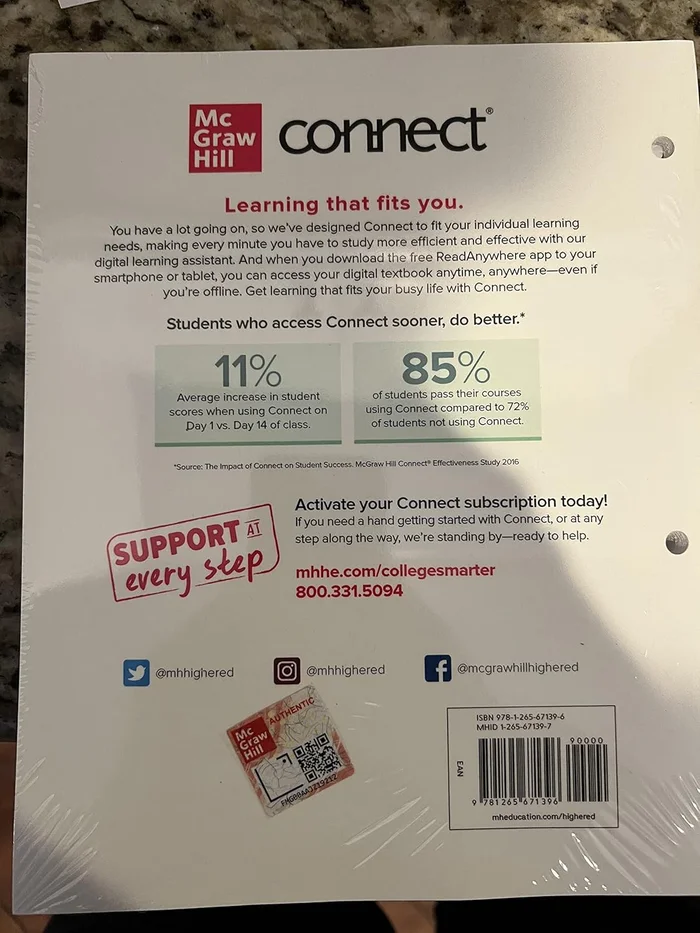 Mc
Graw
Hill
connect®
Learning that fits you.
You have a lot going on, so we've designed Connect to fit your individual learning
needs, making every minute you have to study more efficient and effective with our
digital learning assistant. And when you download the free ReadAnywhere app to your
smartphone or tablet, you can access your digital textbook anytime, anywhere—even if
you're offline. Get learning that fits your busy life with Connect.
Students who access Connect sooner, do better.*
11%
Average increase in student
scores when using Connect on
Day 1 vs. Day 14 of class.
85%
of students pass their courses
using Connect compared to 72%
of students not using Connect.
*Source: The Impact of Connect on Student Success. McGraw Hill Connect® Effectiveness Study 2016
SUPPORT AT
every step
Activate your Connect subscription today!
If you need a hand getting started with Connect, or at any
step along the way, we're standing by—ready to help.
mhhe.com/collegesmarter
800.331.5094
@mhhighered
@mhhighered
@mcgrawhillhighered
Mc
Graw
Hill
AUTHENTIC
ISBN 978-1-265-67139-6
MHID 1-265-67139-7
90000
EAN
9 781265 671396
mheducation.com/highered